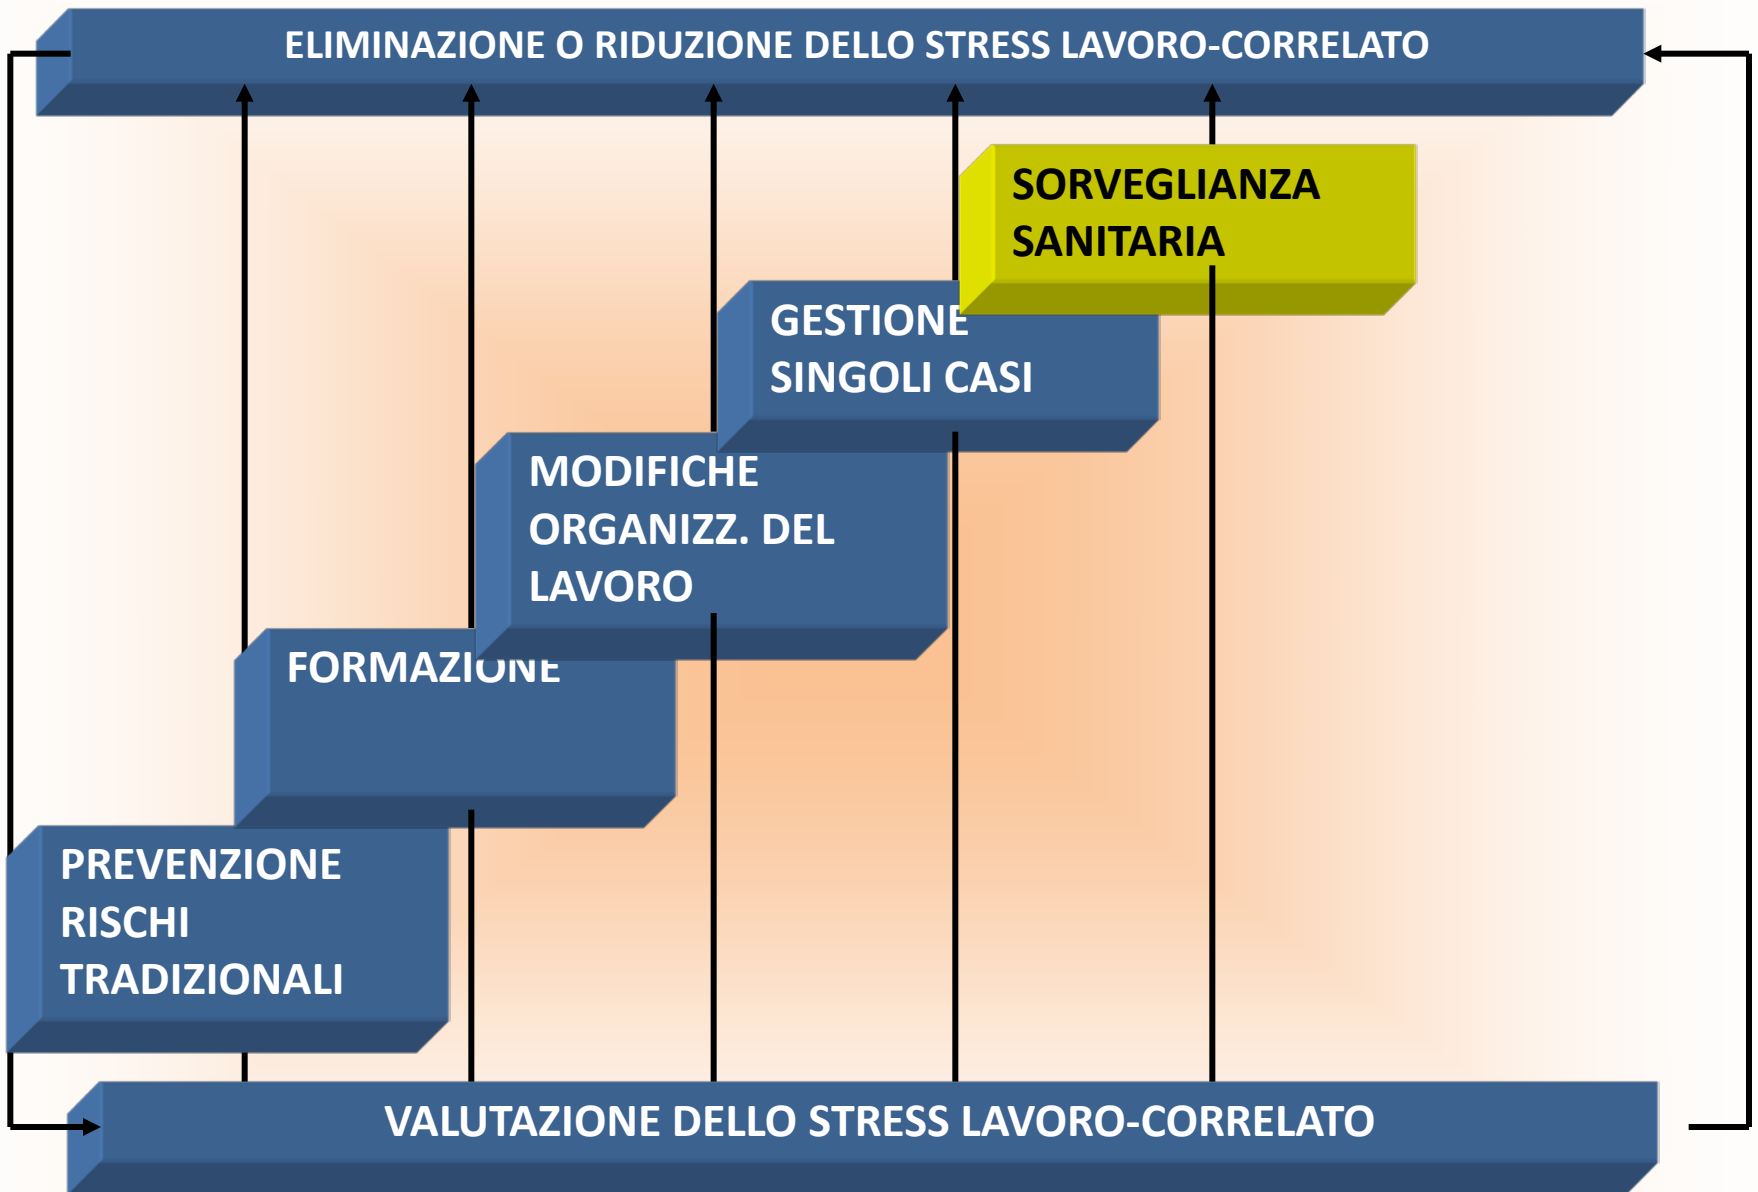 ELIMINAZIONE O RIDUZIONE DELLO STRESS LAVORO-CORRELATO
SORVEGLIANZA
SANITARIA
GESTIONE
SINGOLI CASI
MODIFICHE
ORGANIZZ. DEL
LAVORO
FORMAZIONE
PREVENZIONE
RISCHI
TRADIZIONALI
VALUTAZIONE DELLO STRESS LAVORO-CORRELATO